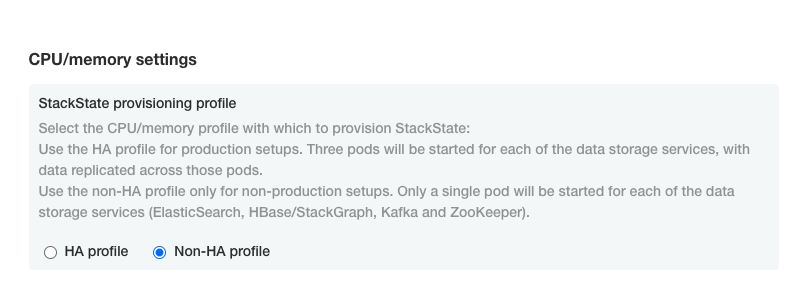 CPU/memory settings
StackState provisioning profile
Select the CPU/memory profile with which to provision StackState:
Use the HA profile for production setups. Three pods will be started for each of the data storage services, with
data replicated across those pods.
Use the non-HA profile only for non-production setups. Only a single pod will be started for each of the data
storage services (ElasticSearch, HBase/StackGraph, Kafka and ZooKeeper).
HA profile Non-HA profile